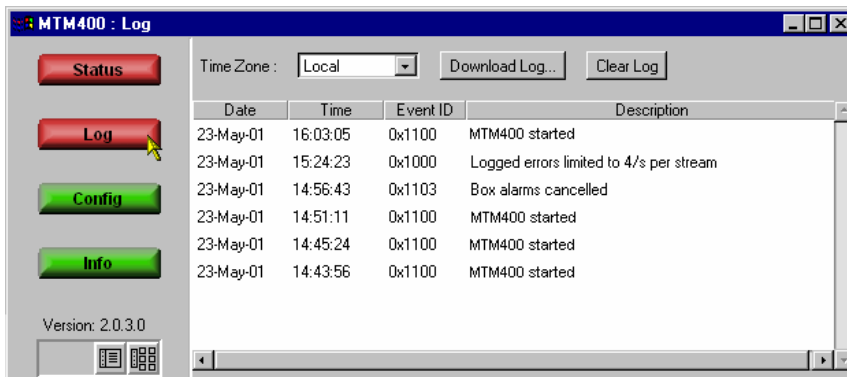 MTM400 : Log
Status
Log
Config
Info
Version: 2.0.3.0
Time Zone : Local Download Log... Clear Log
Date Time Event ID Description
23-May-01 16:03:05 0x1100 MTM400 started
23-May-01 15:24:23 0x1000 Logged errors limited to 4/s per stream
23-May-01 14:56:43 0x1103 Box alarms cancelled
23-May-01 14:51:11 0x1100 MTM400 started
23-May-01 14:45:24 0x1100 MTM400 started
23-May-01 14:43:56 0x1100 MTM400 started